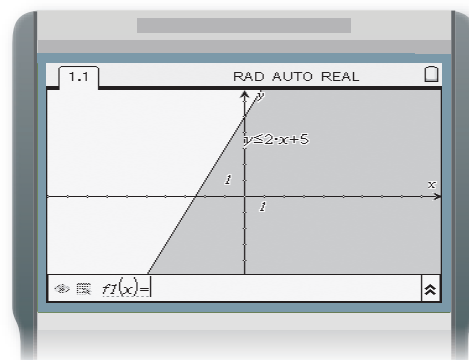 1.1 RAD AUTO REAL
y
y≤2·x+5
1
x
1
f1(x)=